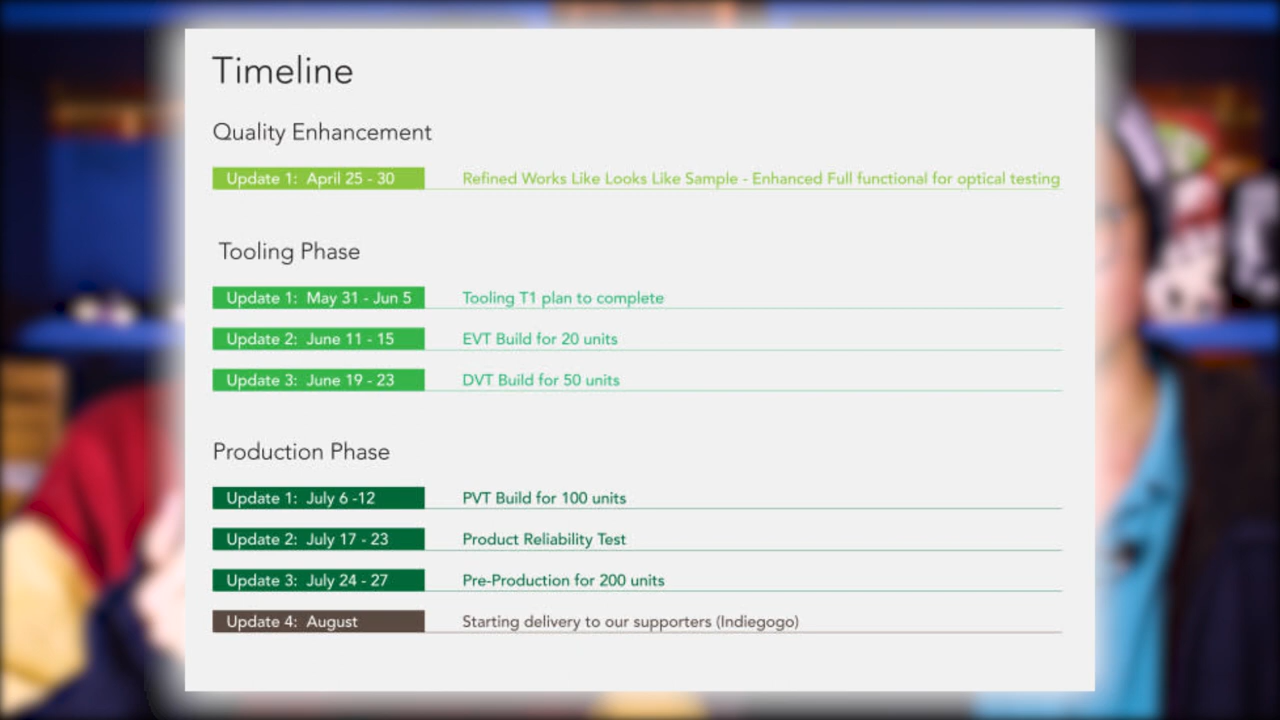 Timeline
Quality Enhancement
Update 1: April 25 - 30 Refined Works Like Looks Like Sample - Enhanced Full functional for optical testing
Tooling Phase
Update 1: May 31 - Jun 5 Tooling T1 plan to complete
Update 2: June 11 - 15 EVT Build for 20 units
Update 3: June 19 - 23 DVT Build for 50 units
Production Phase
Update 1: July 6 -12 PVT Build for 100 units
Update 2: July 17 - 23 Product Reliability Test
Update 3: July 24 - 27 Pre-Production for 200 units
Update 4: August Starting delivery to our supporters (Indiegogo)